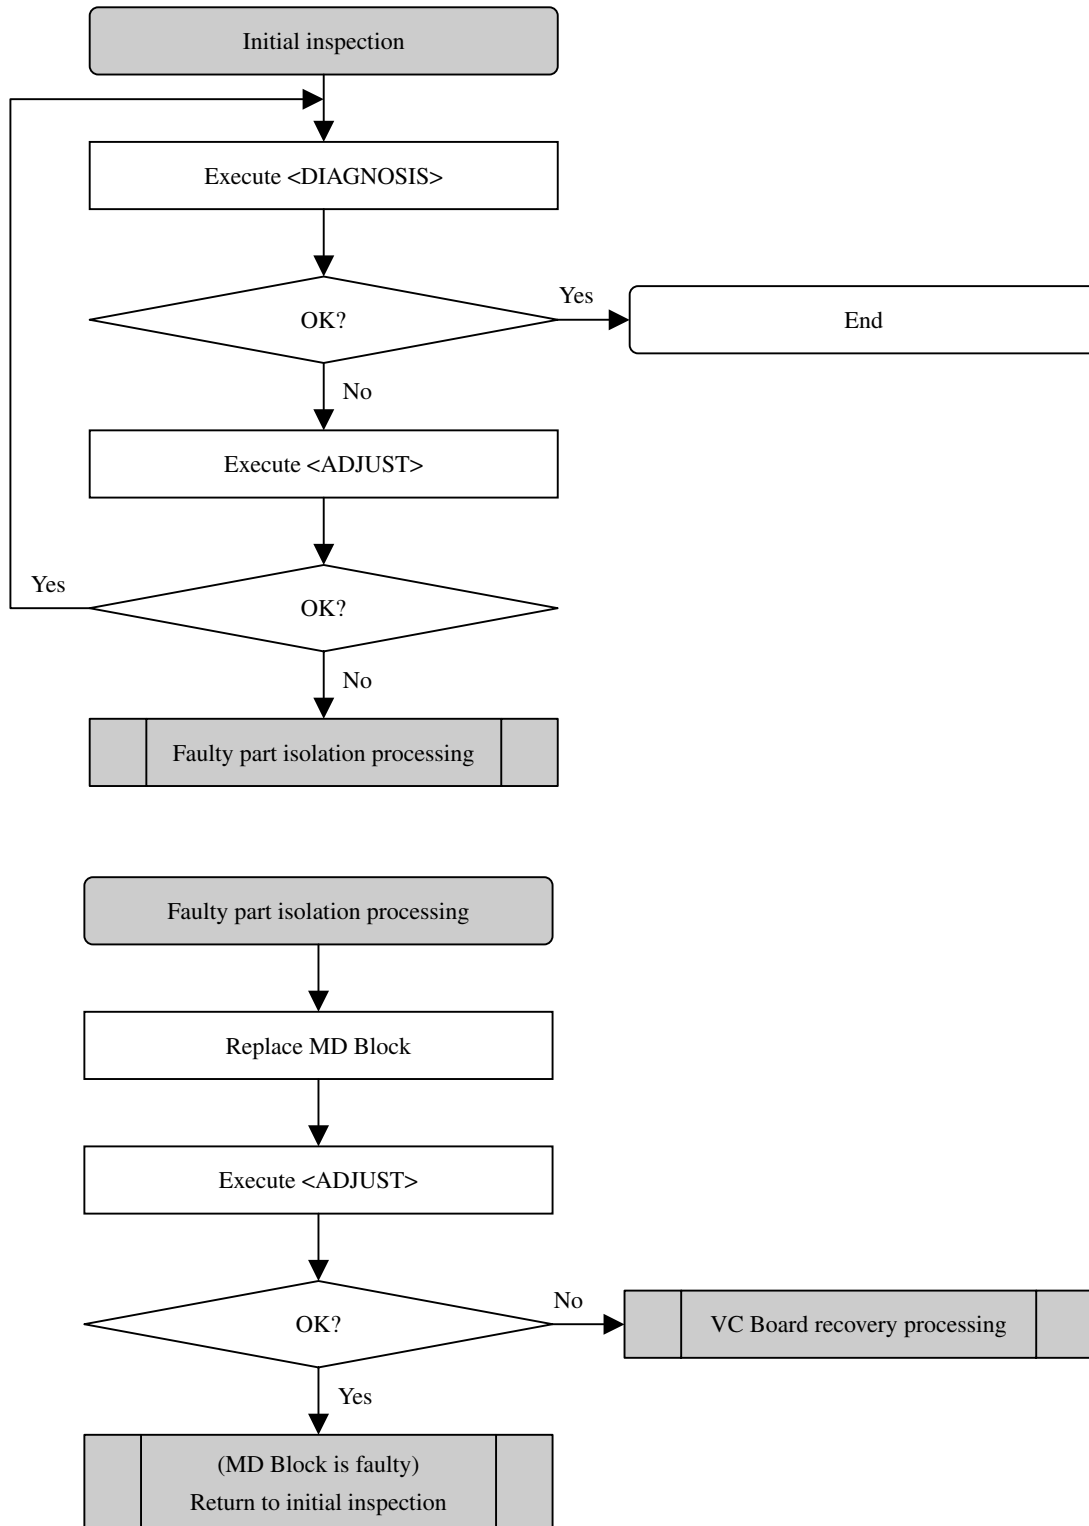 Initial inspection
Execute <DIAGNOSIS>
OK?
Yes
End
No
Execute <ADJUST>
Yes
OK?
No
Faulty part isolation processing
Faulty part isolation processing
Replace MD Block
Execute <ADJUST>
OK?
No
VC Board recovery processing
Yes
(MD Block is faulty)
Return to initial inspection